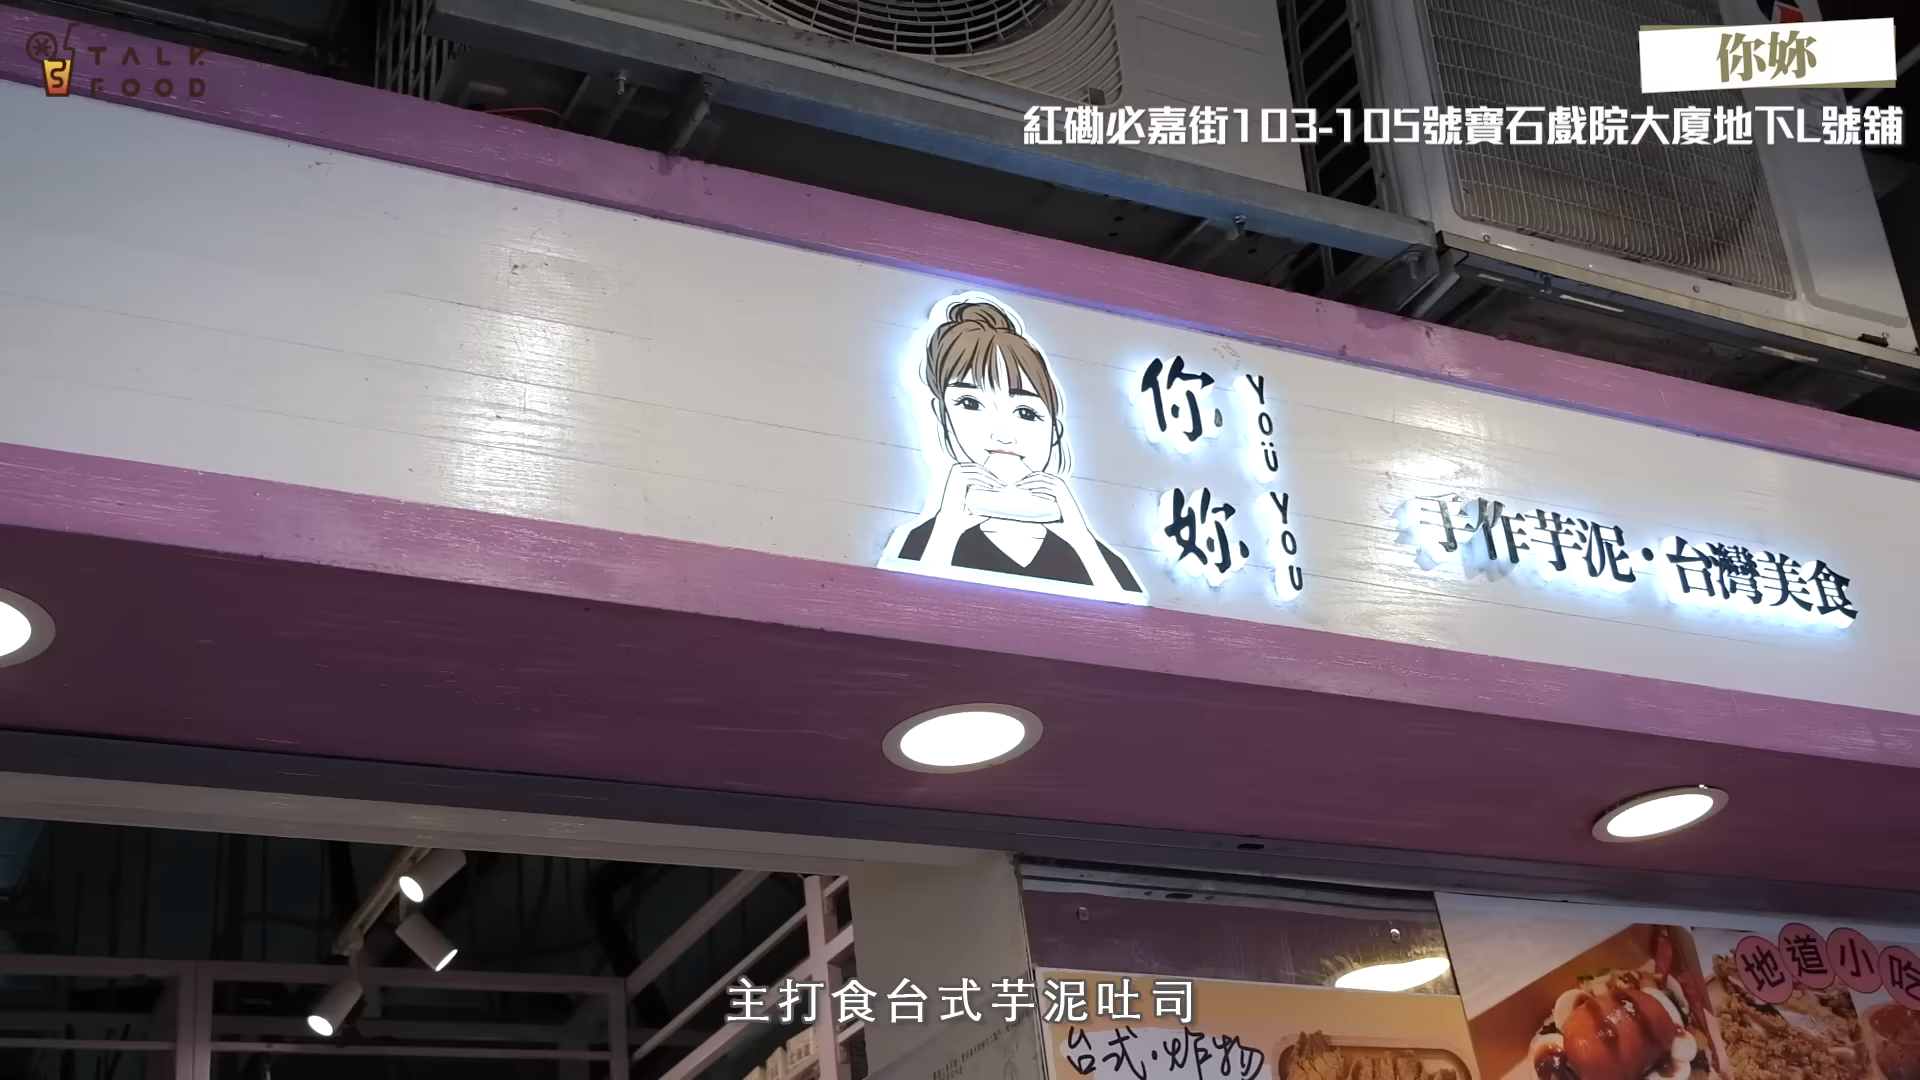 TALK
FOOD
你妳
紅磡必嘉街103-105號寶石戲院大廈地下L號舖
你妳
yoü you
手作芋泥·台灣美食
地道小吃
主打食台式芋泥吐司
台式·炸物